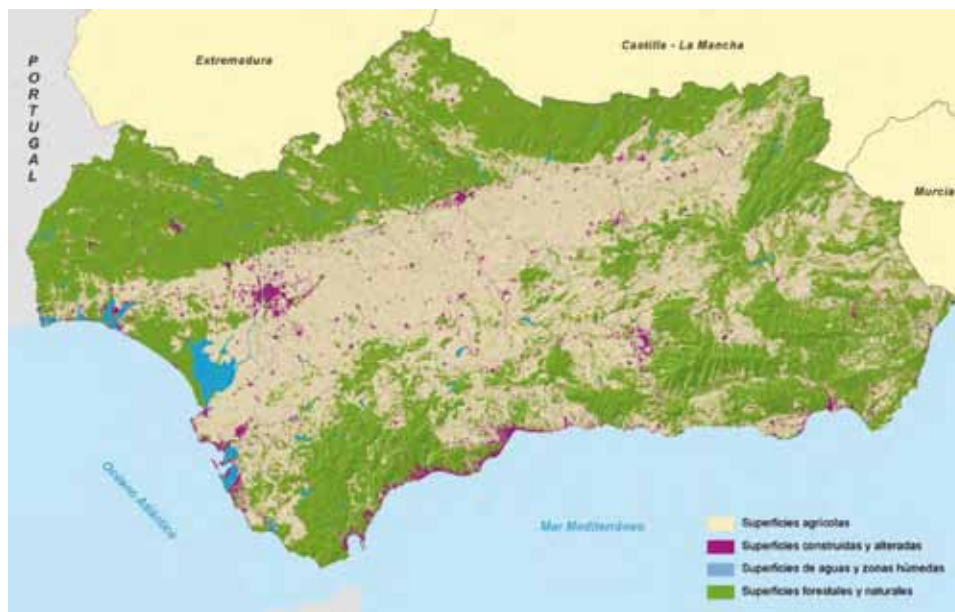 Extremadura
Castilla - La Mancha
PORTUGAL
Murcia
Océano Atlántico
Mar Mediterráneo
Superficies agrícolas
Superficies construidas y alteradas
Superficies de aguas y zonas húmedas
Superficies forestales y naturales